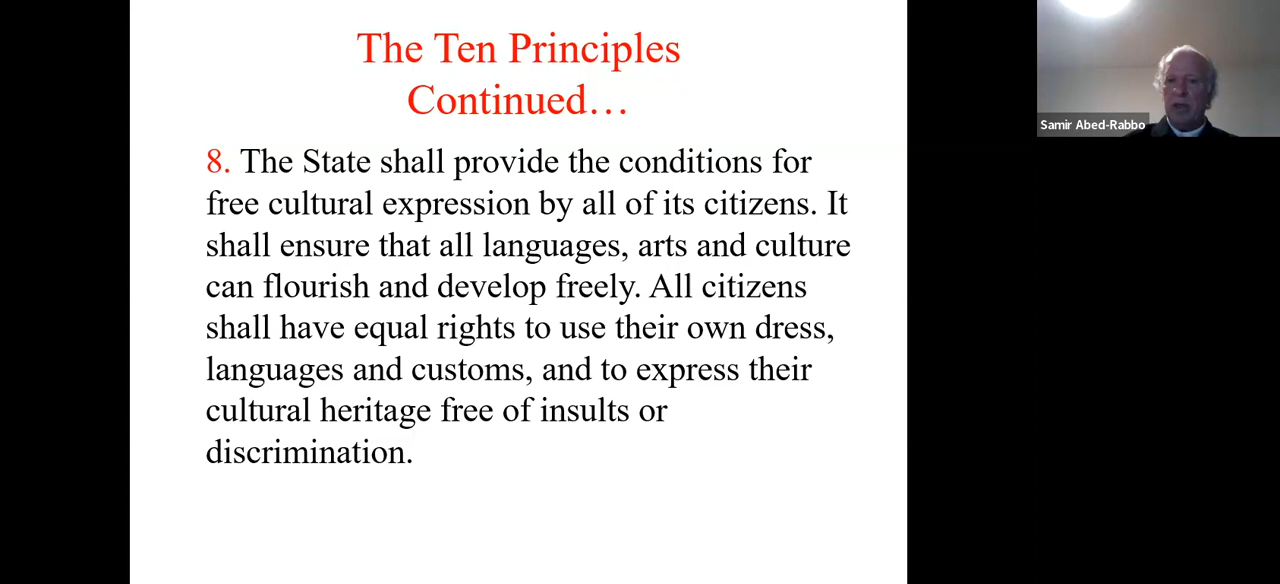 The Ten Principles
Continued…
8. The State shall provide the conditions for
free cultural expression by all of its citizens. It
shall ensure that all languages, arts and culture
can flourish and develop freely. All citizens
shall have equal rights to use their own dress,
languages and customs, and to express their
cultural heritage free of insults or
discrimination.
Samir Abed-Rabbo